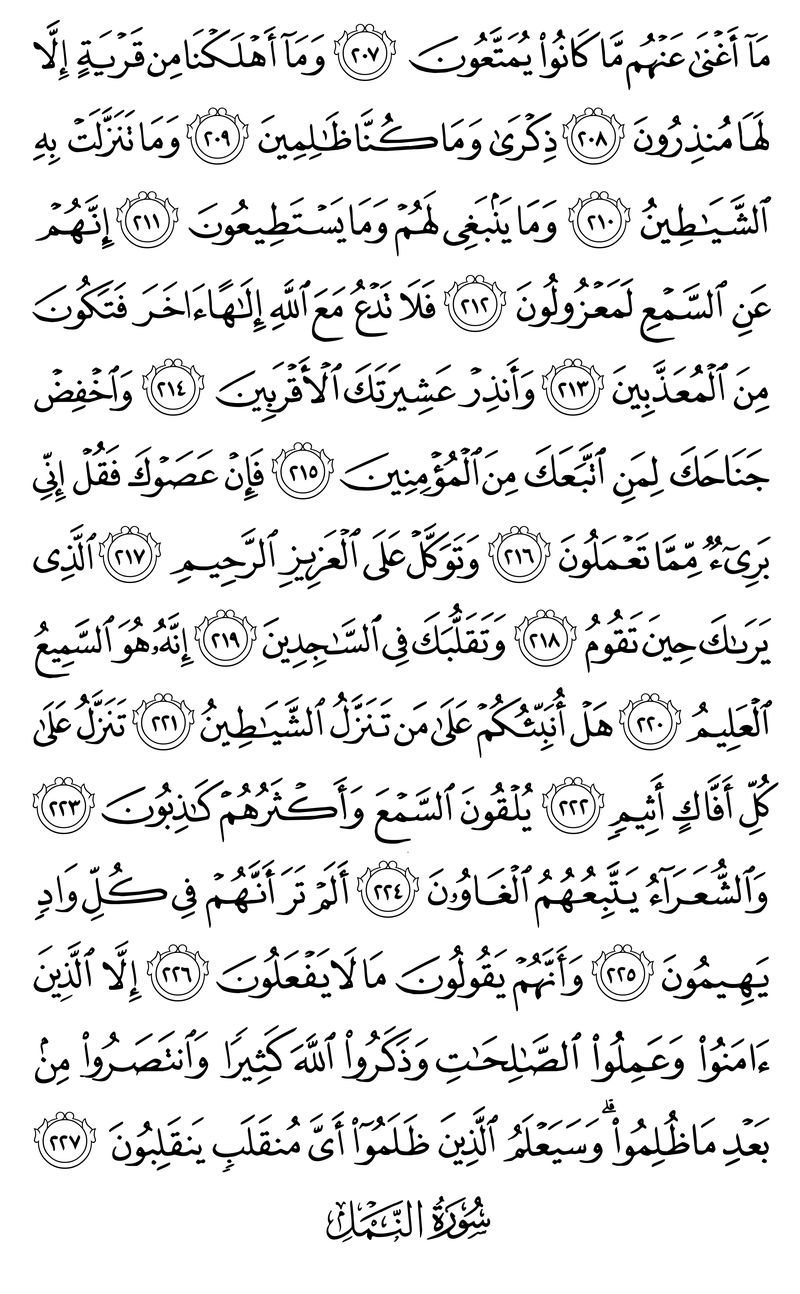 مَآ أَغۡنَىٰ عَنۡهُم مَّا كَانُواْ يُمَتَّعُونَ ٢٠٧ وَمَآ أَهۡلَكۡنَا مِن قَرۡيَةٍ إِلَّا
لَهَا مُنذِرُونَ ٢٠٨ ذِكۡرَىٰ وَمَا كُنَّا ظَٰلِمِينَ ٢٠٩ وَمَا تَنَزَّلَتۡ بِهِ
ٱلشَّيَٰطِينُ ٢١٠ وَمَا يَنۢبَغِي لَهُمۡ وَمَا يَسۡتَطِيعُونَ ٢١١ إِنَّهُمۡ
عَنِ ٱلسَّمۡعِ لَمَعۡزُولُونَ ٢١٢ فَلَا تَدۡعُ مَعَ ٱللَّهِ إِلَٰهًا ءَاخَرَ فَتَكُونَ
مِنَ ٱلۡمُعَذَّبِينَ ٢١٣ وَأَنذِرۡ عَشِيرَتَكَ ٱلۡأَقۡرَبِينَ ٢١٤ وَٱخۡفِضۡ
جَنَاحَكَ لِمَنِ ٱتَّبَعَكَ مِنَ ٱلۡمُؤۡمِنِينَ ٢١٥ فَإِنۡ عَصَوۡكَ فَقُلۡ إِنِّي
بَرِيٓءٞ مِّمَّا تَعۡمَلُونَ ٢١٦ وَتَوَكَّلۡ عَلَى ٱلۡعَزِيزِ ٱلرَّحِيمِ ٢١٧ ٱلَّذِي
يَرَىٰكَ حِينَ تَقُومُ ٢١٨ وَتَقَلُّبَكَ فِي ٱلسَّٰجِدِينَ ٢١٩ إِنَّهُۥ هُوَ ٱلسَّمِيعُ
ٱلۡعَلِيمُ ٢٢٠ هَلۡ أُنَبِّئُكُمۡ عَلَىٰ مَن تَنَزَّلُ ٱلشَّيَٰطِينُ ٢٢١ تَنَزَّلُ عَلَىٰ
كُلِّ أَفَّاكٍ أَثِيمٖ ٢٢٢ يُلۡقُونَ ٱلسَّمۡعَ وَأَكۡثَرُهُمۡ كَٰذِبُونَ ٢٢٣
وَٱلشُّعَرَآءُ يَتَّبِعُهُمُ ٱلۡغَاوُۥنَ ٢٢٤ أَلَمۡ تَرَ أَنَّهُمۡ فِي كُلِّ وَادٖ
يَهِيمُونَ ٢٢٥ وَأَنَّهُمۡ يَقُولُونَ مَا لَا يَفۡعَلُونَ ٢٢٦ إِلَّا ٱلَّذِينَ
ءَامَنُواْ وَعَمِلُواْ ٱلصَّٰلِحَٰتِ وَذَكَرُواْ ٱللَّهَ كَثِيرٗا وَٱنتَصَرُواْ مِنۢ
بَعۡدِ مَا ظُلِمُواْۗ وَسَيَعۡلَمُ ٱلَّذِينَ ظَلَمُوٓاْ أَيَّ مُنقَلَبٖ يَنقَلِبُونَ ٢٢٧
سُورَةُ النَّمۡلِ